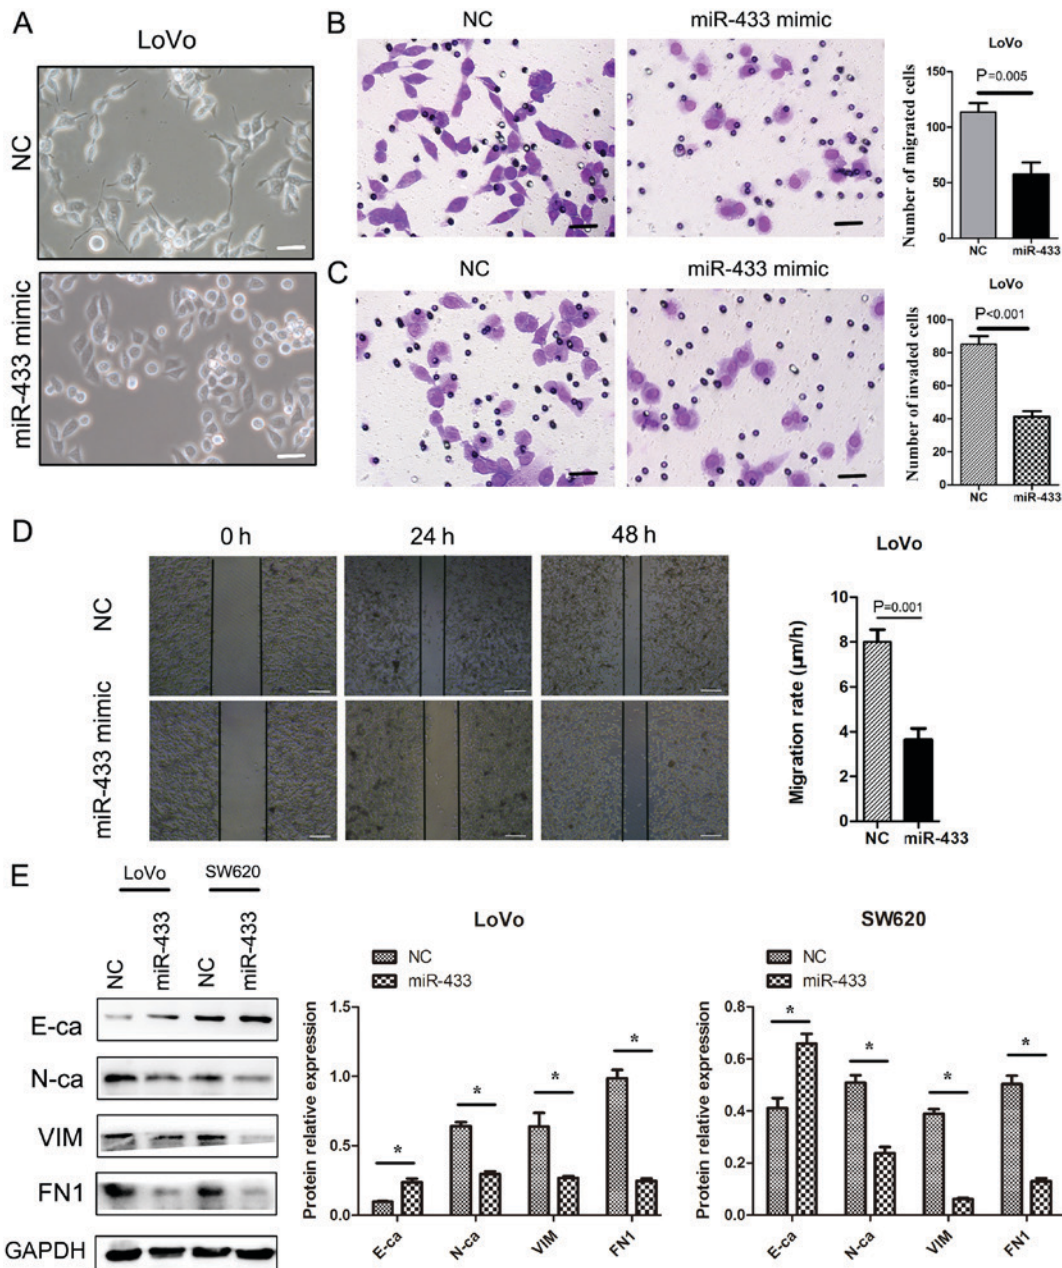 A
LoVo
NC
miR-433 mimic
B
NC
miR-433 mimic
LoVo
P=0.005
Number of migrated cells
150
100
50
0
NC
miR-433
C
NC
miR-433 mimic
LoVo
P<0.001
Number of invaded cells
100
80
60
40
20
0
NC
miR-433
D
0 h
24 h
48 h
NC
miR-433 mimic
LoVo
P=0.001
Migration rate (µm/h)
10
8
6
4
2
0
NC
miR-433
E
LoVo
SW620
NC
miR-433
NC
miR-433
E-ca
N-ca
VIM
FN1
GAPDH
LoVo
NC
miR-433
Protein relative expression
1.5
1.0
0.5
0.0
*
*
*
*
E-ca
N-ca
VIM
FN1
SW620
NC
miR-433
Protein relative expression
0.8
0.6
0.4
0.2
0.0
*
*
*
*
E-ca
N-ca
VIM
FN1